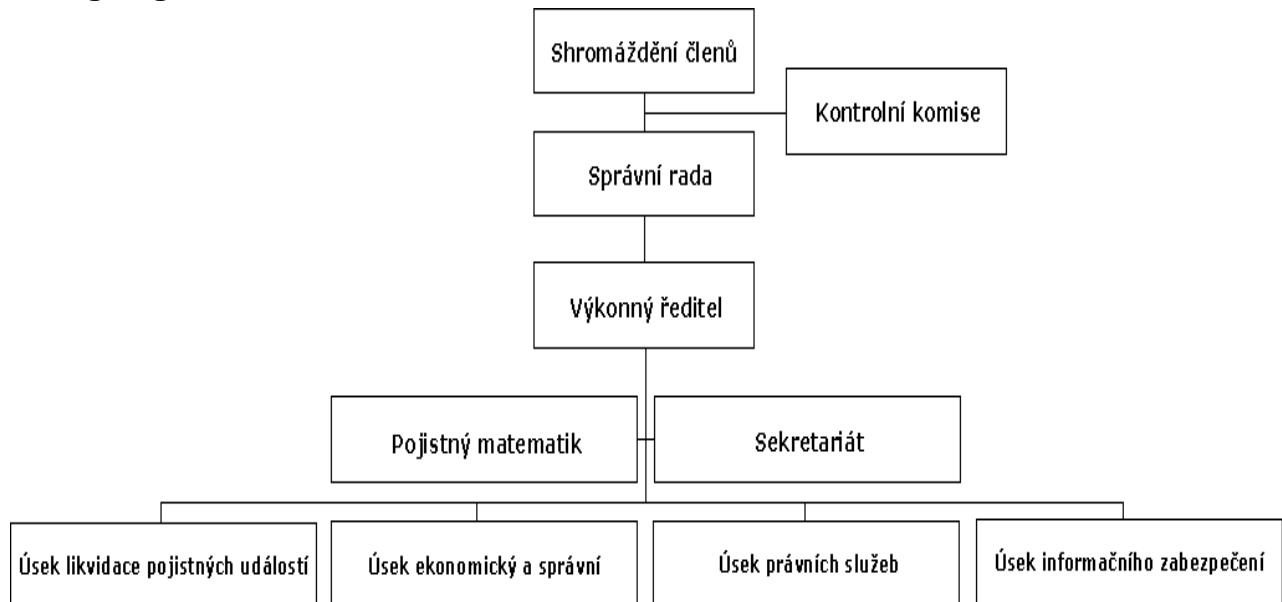 Shromáždění členů
Kontrolní komise
Správní rada
Výkonný ředitel
Pojistný matematik
Sekretariát
Úsek likvidace pojistných událostí
Úsek ekonomický a správní
Úsek právních služeb
Úsek informačního zabezpečení